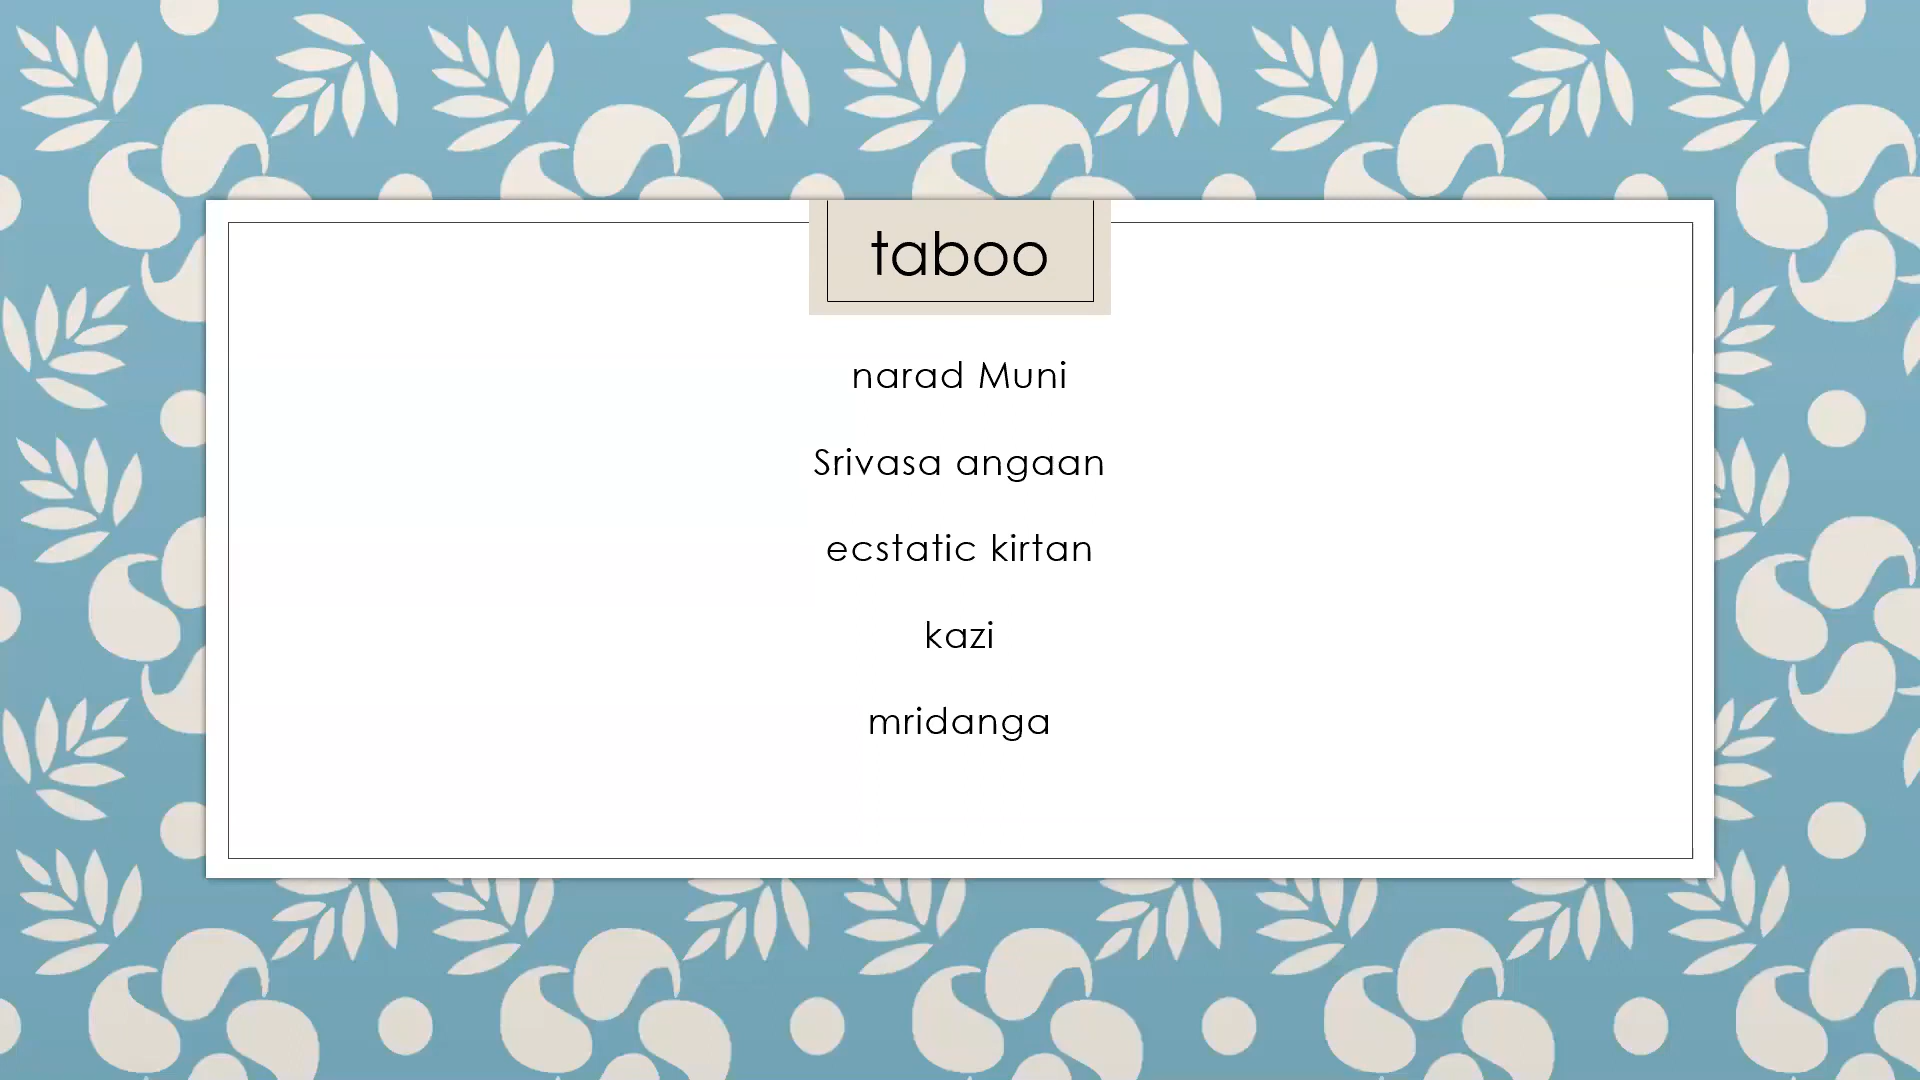 taboo
narad Muni
Srivasa angaan
ecstatic kirtan
kazi
mridanga